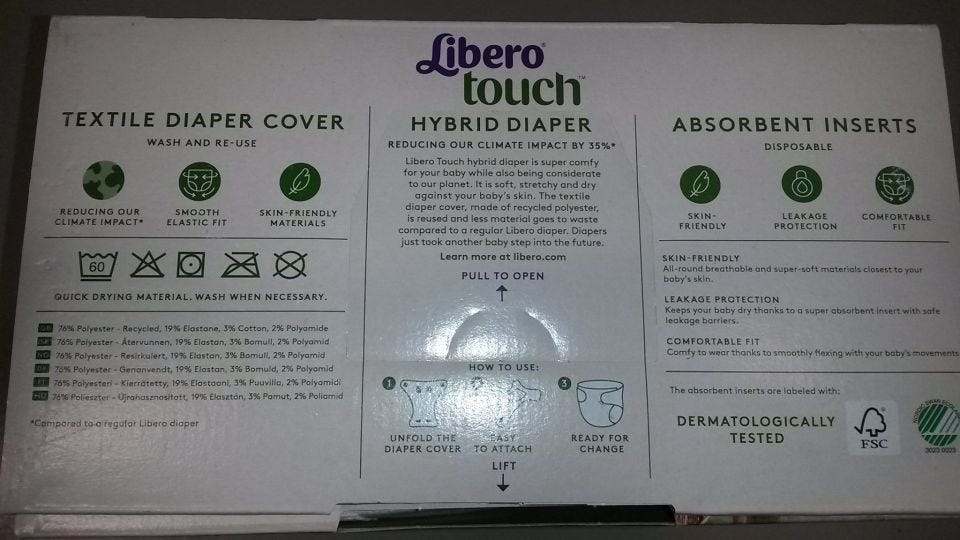 Libero
touch™
TEXTILE DIAPER COVER
WASH AND RE-USE
REDUCING OUR
CLIMATE IMPACT*
SMOOTH
ELASTIC FIT
SKIN-FRIENDLY
MATERIALS
60
QUICK DRYING MATERIAL. WASH WHEN NECESSARY.
GB 76% Polyester - Recycled, 19% Elastane, 3% Cotton, 2% Polyamide
SE 76% Polyester - Återvunnen, 19% Elastan, 3% Bomull, 2% Polyamid
NO 76% Polyester - Resirkulert, 19% Elastan, 3% Bomull, 2% Polyamid
DK 76% Polyester - Genanvendt, 19% Elastan, 3% Bomuld, 2% Polyamid
FI 76% Polyesteri - Kierrätetty, 19% Elastaani, 3% Puuvilla, 2% Polyamidi
HU 76% Poliészter - Újrahasznosított, 19% Elasztán, 3% Pamut, 2% Poliamid
*Compared to a regular Libero diaper
HYBRID DIAPER
REDUCING OUR CLIMATE IMPACT BY 35%*
Libero Touch hybrid diaper is super comfy
for your baby while also being considerate
to our planet. It is soft, stretchy and dry
against your baby's skin. The textile
diaper cover, made of recycled polyester,
is reused and less material goes to waste
compared to a regular Libero diaper. Diapers
just took another baby step into the future.
Learn more at libero.com
PULL TO OPEN
HOW TO USE:
1
3
UNFOLD THE
DIAPER COVER
EASY
TO ATTACH
READY FOR
CHANGE
LIFT
ABSORBENT INSERTS
DISPOSABLE
SKIN-
FRIENDLY
LEAKAGE
PROTECTION
COMFORTABLE
FIT
SKIN-FRIENDLY
All-round breathable and super-soft materials closest to your
baby's skin.
LEAKAGE PROTECTION
Keeps your baby dry thanks to a super absorbent insert with safe
leakage barriers.
COMFORTABLE FIT
Comfy to wear thanks to smoothly flexing with your baby's movements
The absorbent inserts are labeled with:
DERMATOLOGICALLY
TESTED
FSC
NORDIC SWAN
3023 0023